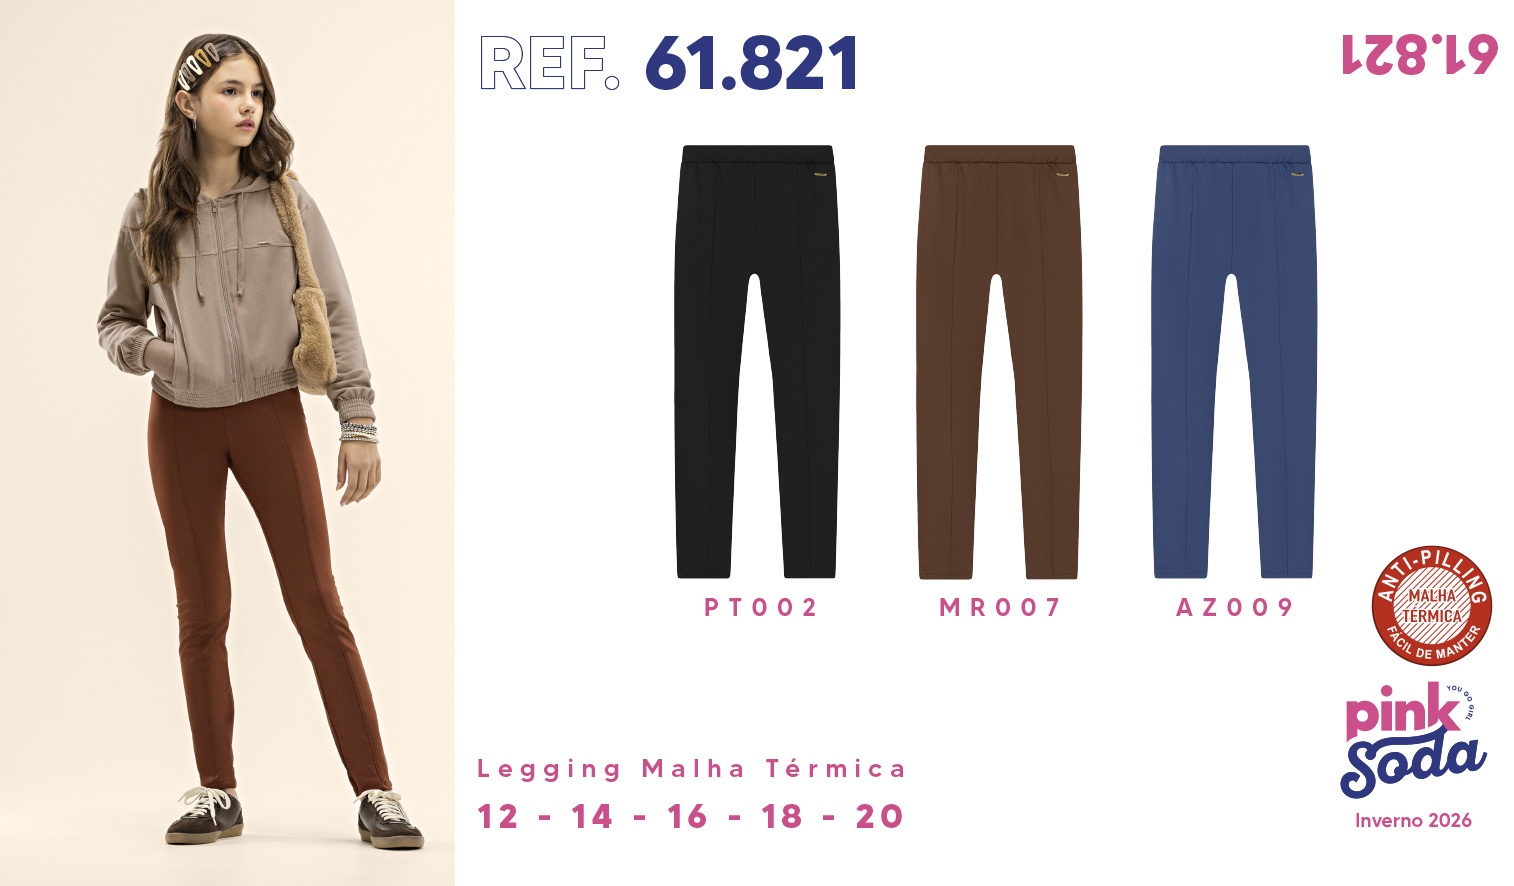 REF. 61.821
61.821
PT002
MR007
AZ009
ANTI-PILLING
MALHA
TÉRMICA
FÁCIL DE MANTER
pink
YOU GO GIRL
Soda
Legging Malha Térmica
12 - 14 - 16 - 18 - 20
Inverno 2026